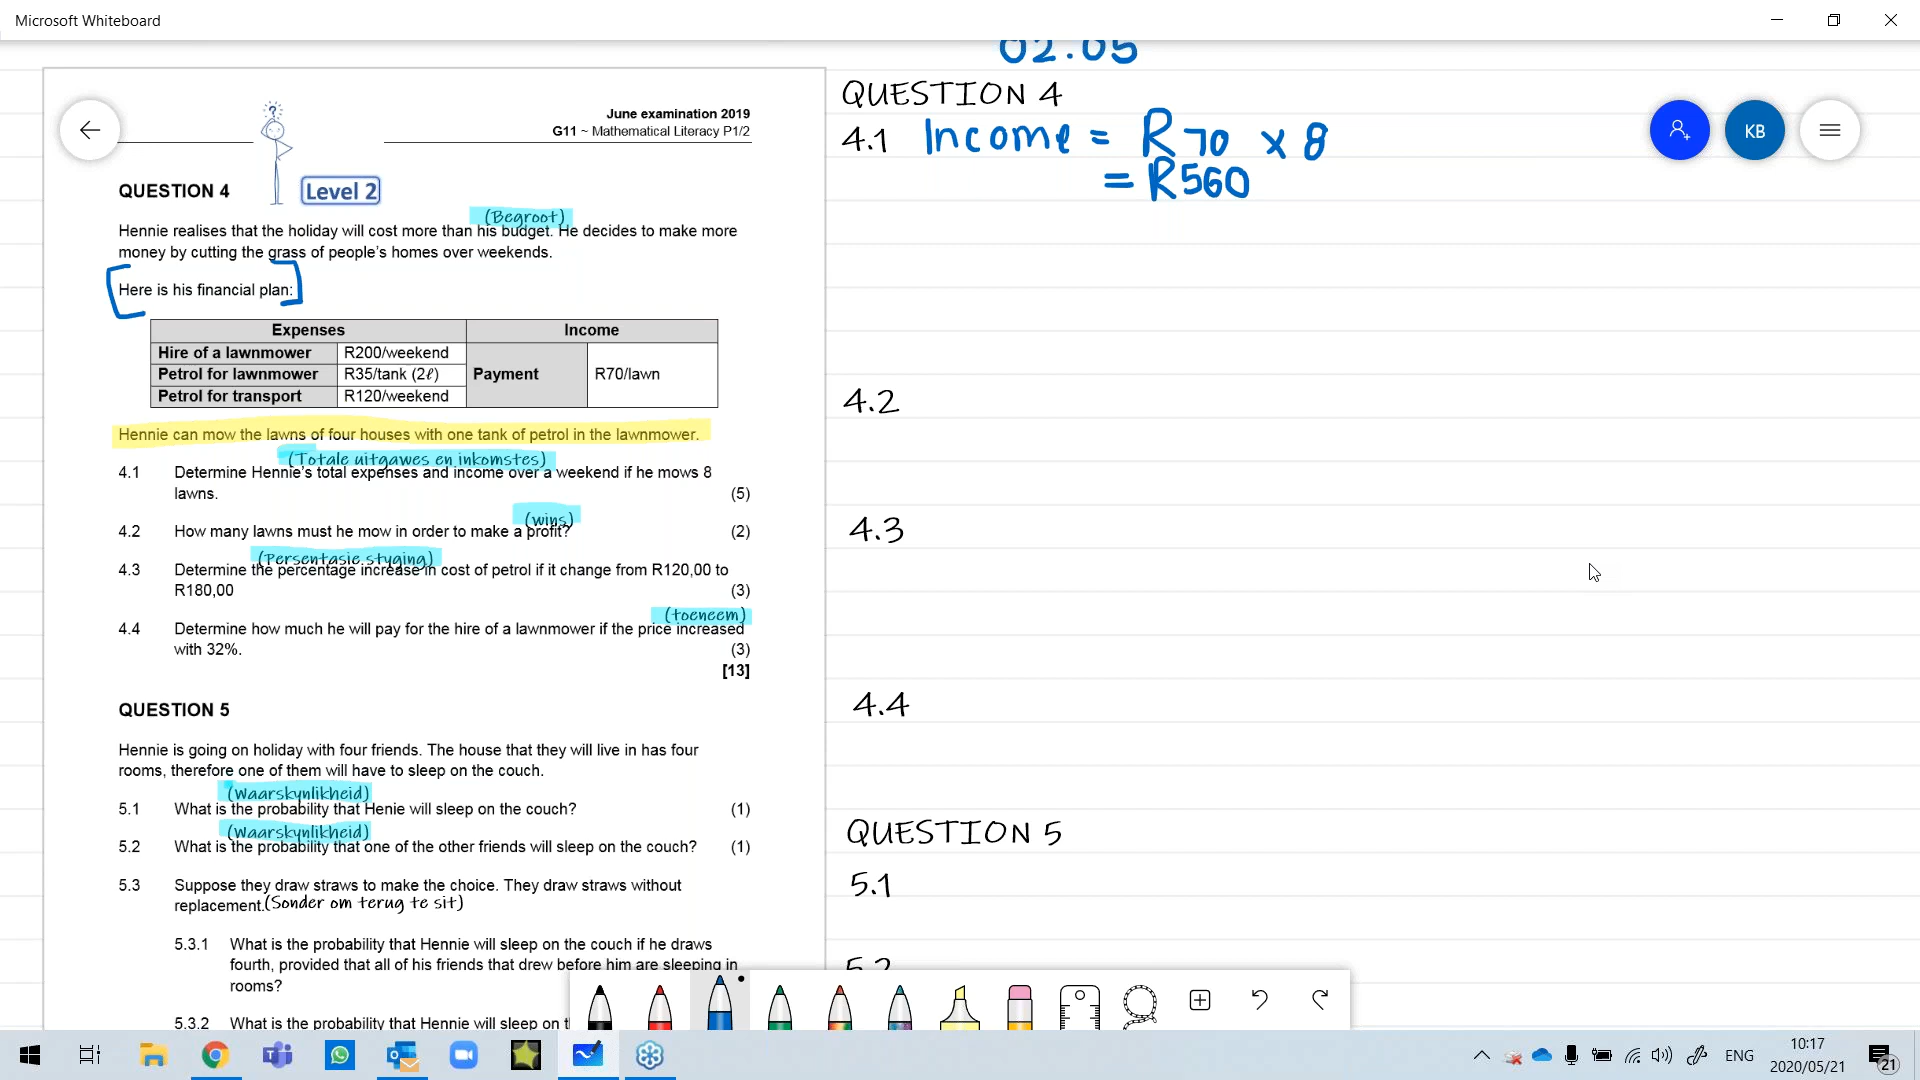 Microsoft Whiteboard
02.05
June examination 2019
G11 ~ Mathematical Literacy P1/2
?
QUESTION 4
Level 2
(Begroot)
Hennie realises that the holiday will cost more than his budget. He decides to make more
money by cutting the grass of people's homes over weekends.
Here is his financial plan:
Expenses Income
Hire of a lawnmower R200/weekend
Petrol for lawnmower R35/tank (2ℓ) Payment R70/lawn
Petrol for transport R120/weekend
Hennie can mow the lawns of four houses with one tank of petrol in the lawnmower.
(Totale uitgawes en inkomstes)
4.1 Determine Hennie's total expenses and income over a weekend if he mows 8
lawns. (5)
(wins)
4.2 How many lawns must he mow in order to make a profit? (2)
(Persentasie styging)
4.3 Determine the percentage increase in cost of petrol if it change from R120,00 to
R180,00 (3)
(toeneem)
4.4 Determine how much he will pay for the hire of a lawnmower if the price increased
with 32%. (3)
[13]
QUESTION 5
Hennie is going on holiday with four friends. The house that they will live in has four
rooms, therefore one of them will have to sleep on the couch.
(Waarskynlikheid)
5.1 What is the probability that Henie will sleep on the couch? (1)
(Waarskynlikheid)
5.2 What is the probability that one of the other friends will sleep on the couch? (1)
5.3 Suppose they draw straws to make the choice. They draw straws without
replacement.(Sonder om terug te sit)
5.3.1 What is the probability that Hennie will sleep on the couch if he draws
fourth, provided that all of his friends that drew before him are sleeping in
rooms?
5.3.2 What is the probability that Hennie will sleep on
QUESTION 4
4.1 Income = R70 x 8
= R560
4.2
4.3
4.4
QUESTION 5
5.1
5.2
KB
ENG
10:17
2020/05/21
21